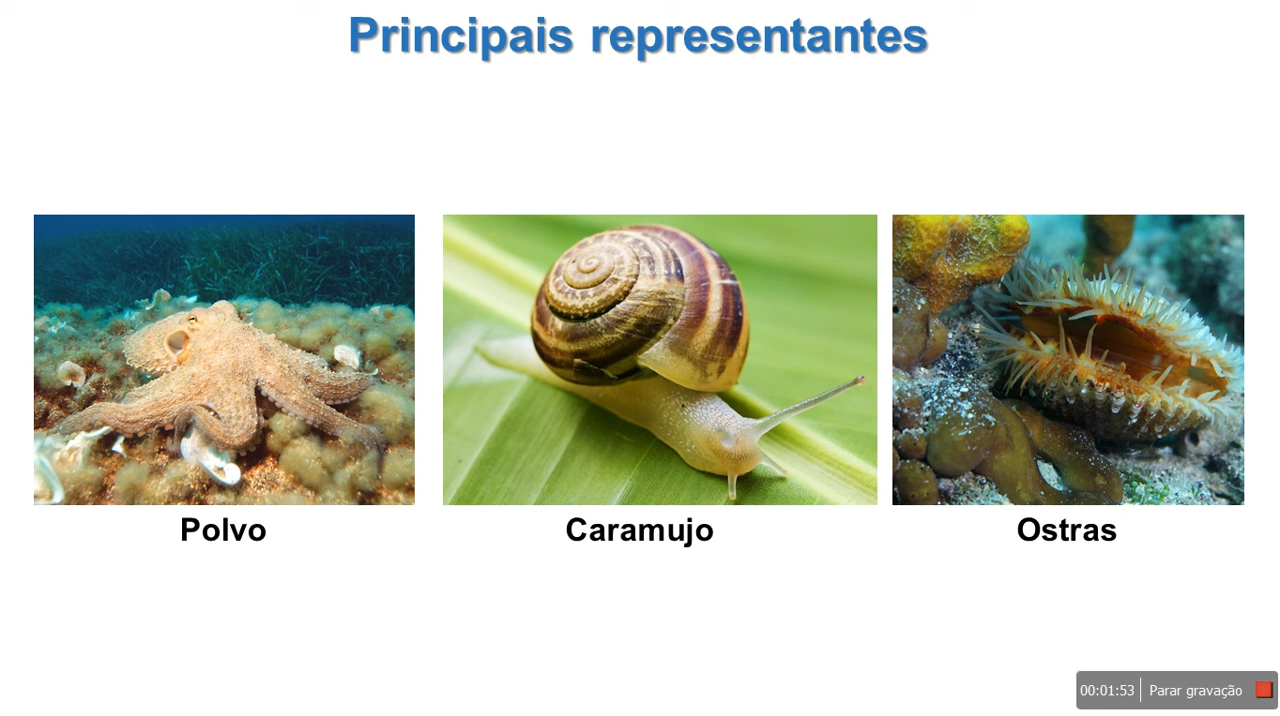 Principais representantes
Polvo
Caramujo
Ostras
00:01:53 Parar gravação